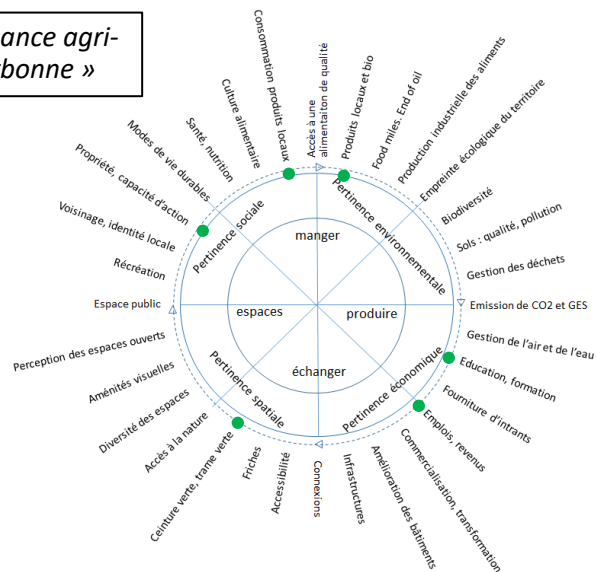 ance agri-
bonne »
Accès à une
alimentaiton de qualité
Produits locaux et bio
Food miles. End of oil
Production industrielle des aliments
Empreinte écologique du territoire
Biodiversité
Sols : qualité, pollution
Gestion des déchets
Emission de CO2 et GES
Gestion de l'air et de l'eau
Education, formation
Fourniture d'intrants
Emplois, revenus
Commercialisation, transformation
Amélioration des bâtiments
Infrastructures
Connexions
Accessibilité
Friches
Ceinture verte, trame verte
Accès à la nature
Diversité des espaces
Aménités visuelles
Perception des espaces ouverts
Espace public
Récréation
Voisinage, identité locale
Propriété, capacité d'action
Modes de vie durables
Santé, nutrition
Culture alimentaire
Consommation produits locaux
Pertinence sociale
Pertinence environnementale
Pertinence économique
Pertinence spatiale
manger
espaces
produire
échanger